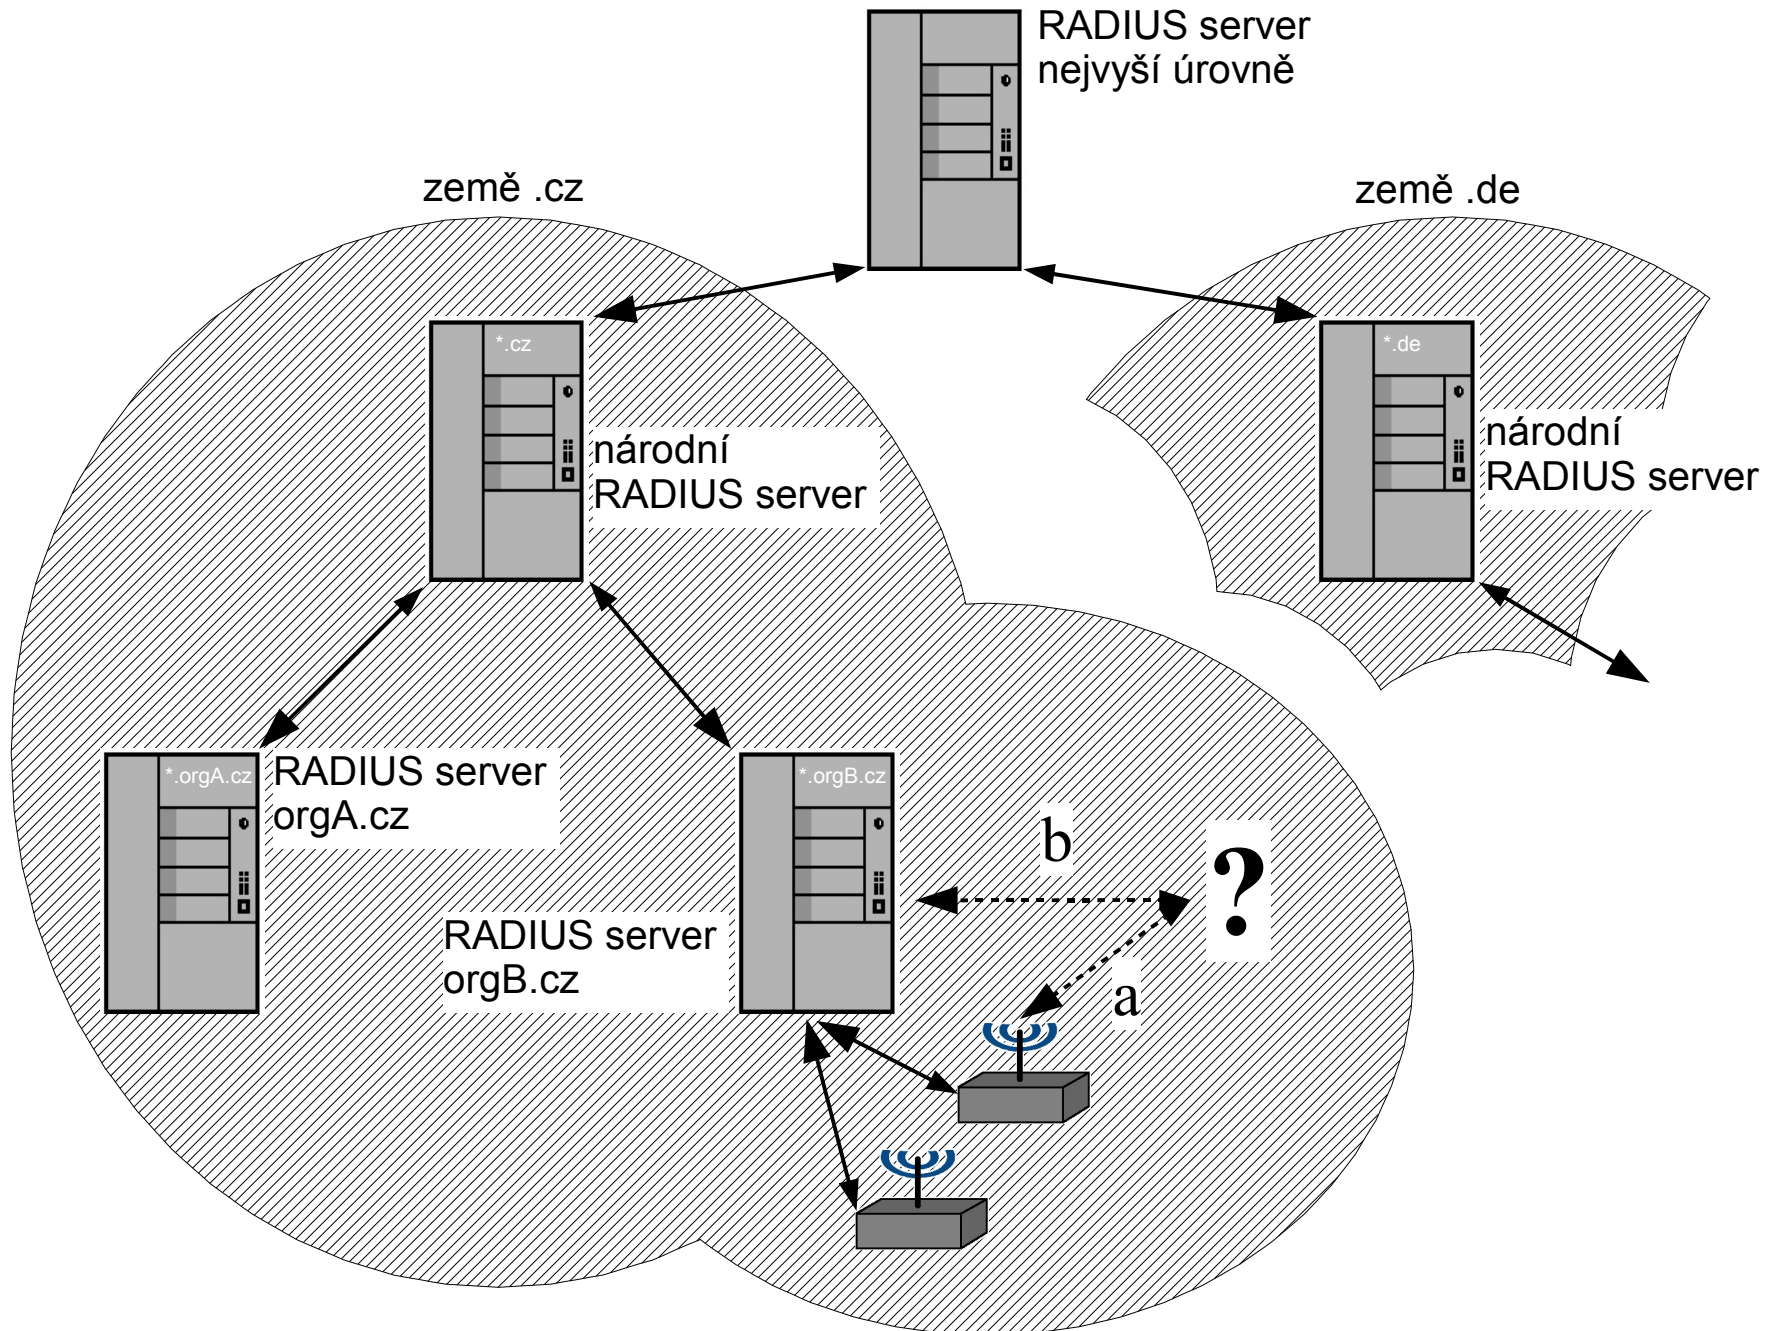 RADIUS server
nejvyší úrovně
země .cz
země .de
*.cz
*.de
národní
RADIUS server
národní
RADIUS server
*.orgA.cz
RADIUS server
orgA.cz
*.orgB.cz
RADIUS server
orgB.cz
b
?
a